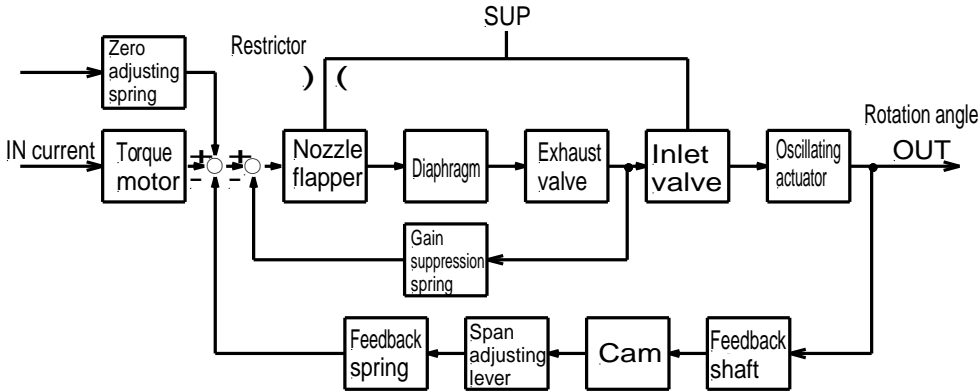 SUP
Zero
adjusting
spring
Restrictor
) (
Rotation angle
IN current
Torque
motor
+
-
+
-
Nozzle
flapper
Diaphragm
Exhaust
valve
Inlet
valve
Oscillating
actuator
OUT
Gain
suppression
spring
Feedback
spring
Span
adjusting
lever
Cam
Feedback
shaft